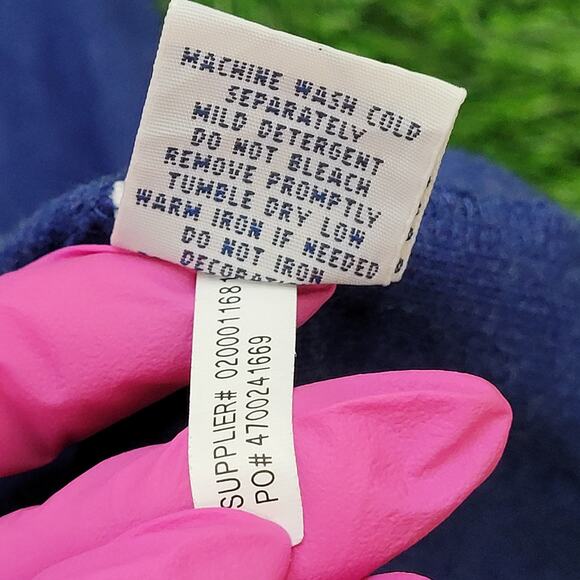 MACHINE WASH COLD
SEPARATELY
MILD DETERGENT
DO NOT BLEACH
REMOVE PROMPTLY
TUMBLE DRY LOW
WARM IRON IF NEEDED
DO NOT IRON
SUPPLIER# 020001168
PO# 4700241669